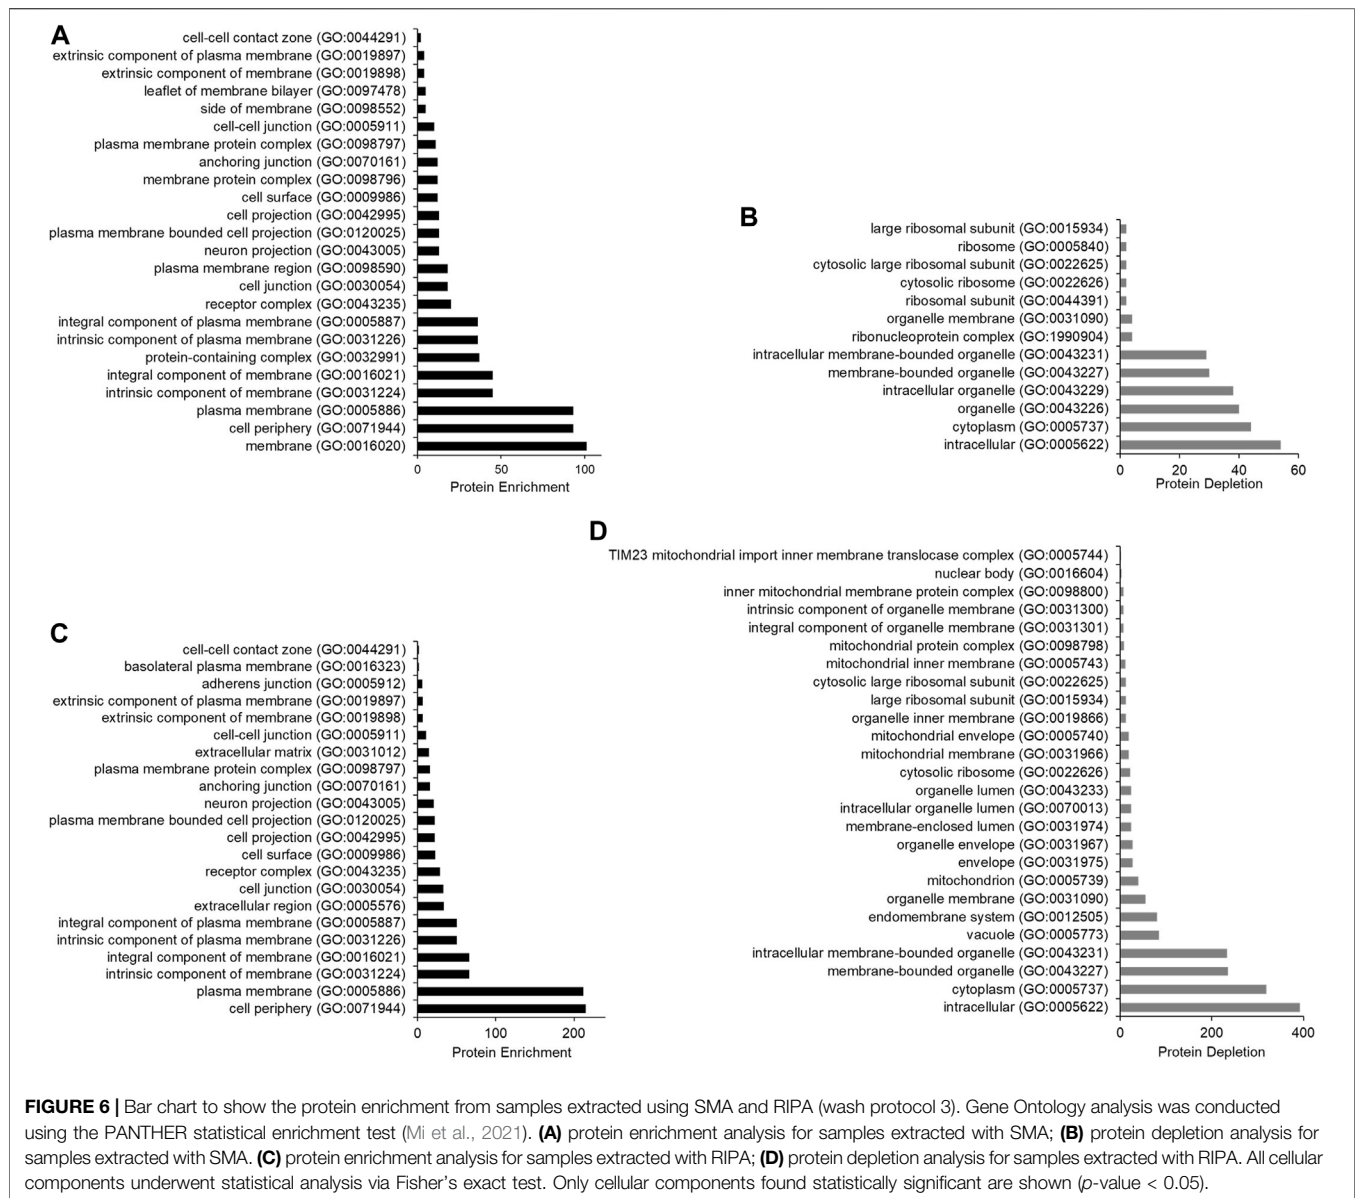 A
cell-cell contact zone (GO:0044291)
extrinsic component of plasma membrane (GO:0019897)
extrinsic component of membrane (GO:0019898)
leaflet of membrane bilayer (GO:0097478)
side of membrane (GO:0098552)
cell-cell junction (GO:0005911)
plasma membrane protein complex (GO:0098797)
anchoring junction (GO:0070161)
membrane protein complex (GO:0098796)
cell surface (GO:0009986)
cell projection (GO:0042995)
plasma membrane bounded cell projection (GO:0120025)
neuron projection (GO:0043005)
plasma membrane region (GO:0098590)
cell junction (GO:0030054)
receptor complex (GO:0043235)
integral component of plasma membrane (GO:0005887)
intrinsic component of plasma membrane (GO:0031226)
protein-containing complex (GO:0032991)
integral component of membrane (GO:0016021)
intrinsic component of membrane (GO:0031224)
plasma membrane (GO:0005886)
cell periphery (GO:0071944)
membrane (GO:0016020)
0 50 100
Protein Enrichment
B
large ribosomal subunit (GO:0015934)
ribosome (GO:0005840)
cytosolic large ribosomal subunit (GO:0022625)
cytosolic ribosome (GO:0022626)
ribosomal subunit (GO:0044391)
organelle membrane (GO:0031090)
ribonucleoprotein complex (GO:1990904)
intracellular membrane-bounded organelle (GO:0043231)
membrane-bounded organelle (GO:0043227)
intracellular organelle (GO:0043229)
organelle (GO:0043226)
cytoplasm (GO:0005737)
intracellular (GO:0005622)
0 20 40 60
Protein Depletion
C
cell-cell contact zone (GO:0044291)
basolateral plasma membrane (GO:0016323)
adherens junction (GO:0005912)
extrinsic component of plasma membrane (GO:0019897)
extrinsic component of membrane (GO:0019898)
cell-cell junction (GO:0005911)
extracellular matrix (GO:0031012)
plasma membrane protein complex (GO:0098797)
anchoring junction (GO:0070161)
neuron projection (GO:0043005)
plasma membrane bounded cell projection (GO:0120025)
cell projection (GO:0042995)
cell surface (GO:0009986)
receptor complex (GO:0043235)
cell junction (GO:0030054)
extracellular region (GO:0005576)
integral component of plasma membrane (GO:0005887)
intrinsic component of plasma membrane (GO:0031226)
integral component of membrane (GO:0016021)
intrinsic component of membrane (GO:0031224)
plasma membrane (GO:0005886)
cell periphery (GO:0071944)
0 100 200
Protein Enrichment
D
TIM23 mitochondrial import inner membrane translocase complex (GO:0005744)
nuclear body (GO:0016604)
inner mitochondrial membrane protein complex (GO:0098800)
intrinsic component of organelle membrane (GO:0031300)
integral component of organelle membrane (GO:0031301)
mitochondrial protein complex (GO:0098798)
mitochondrial inner membrane (GO:0005743)
cytosolic large ribosomal subunit (GO:0022625)
large ribosomal subunit (GO:0015934)
organelle inner membrane (GO:0019866)
mitochondrial envelope (GO:0005740)
mitochondrial membrane (GO:0031966)
cytosolic ribosome (GO:0022626)
organelle lumen (GO:0043233)
intracellular organelle lumen (GO:0070013)
membrane-enclosed lumen (GO:0031974)
organelle envelope (GO:0031967)
envelope (GO:0031975)
mitochondrion (GO:0005739)
organelle membrane (GO:0031090)
endomembrane system (GO:0012505)
vacuole (GO:0005773)
intracellular membrane-bounded organelle (GO:0043231)
membrane-bounded organelle (GO:0043227)
cytoplasm (GO:0005737)
intracellular (GO:0005622)
0 200 400
Protein Depletion
FIGURE 6 | Bar chart to show the protein enrichment from samples extracted using SMA and RIPA (wash protocol 3). Gene Ontology analysis was conducted
using the PANTHER statistical enrichment test (Mi et al., 2021). (A) protein enrichment analysis for samples extracted with SMA; (B) protein depletion analysis for
samples extracted with SMA. (C) protein enrichment analysis for samples extracted with RIPA; (D) protein depletion analysis for samples extracted with RIPA. All cellular
components underwent statistical analysis via Fisher's exact test. Only cellular components found statistically significant are shown (p-value < 0.05).